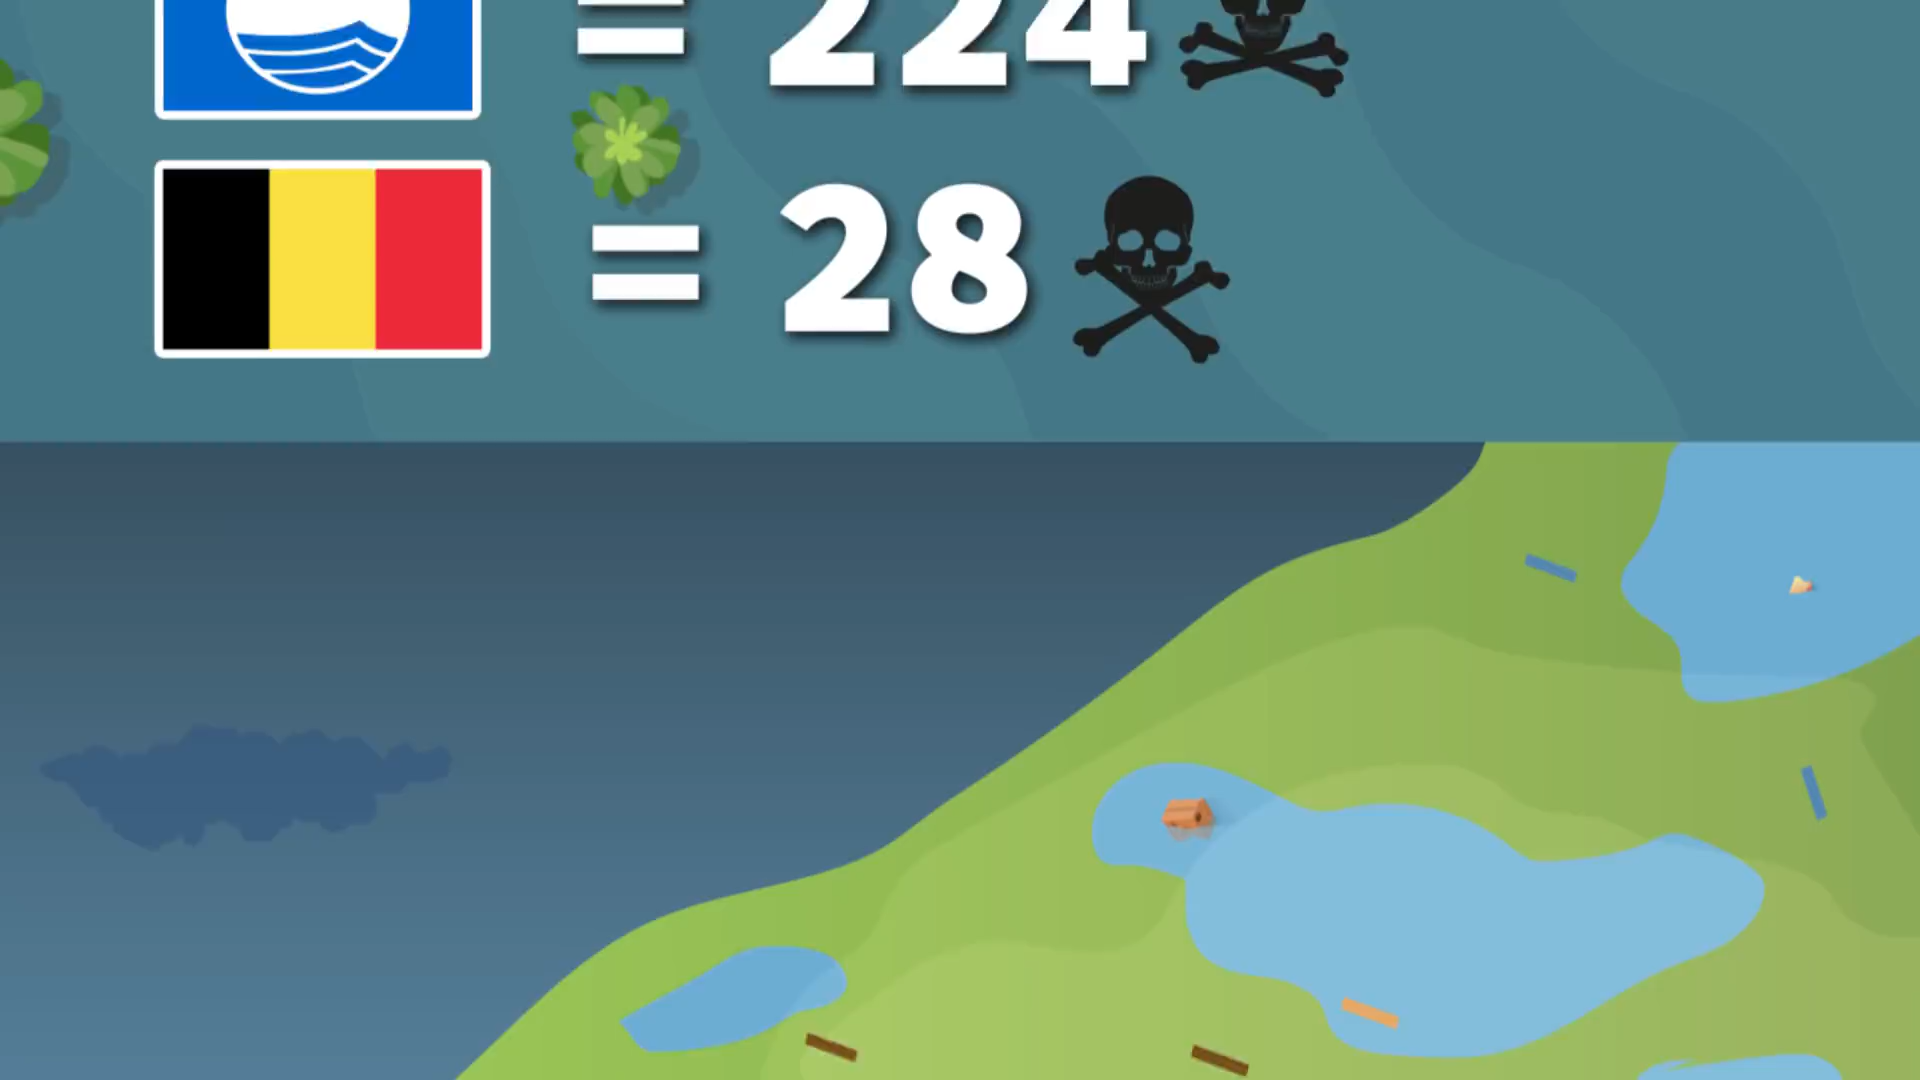 = 224
= 28